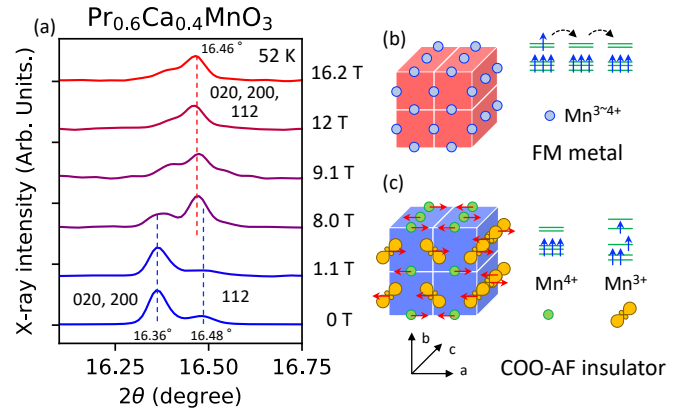 (a)
Pr₀.₆Ca₀.₄MnO₃
X-ray intensity (Arb. Units.)
16.46°
52 K
16.2 T
020, 200,
112
12 T
9.1 T
8.0 T
1.1 T
020, 200
112
0 T
16.36°
16.48°
16.25
16.50
16.75
2θ (degree)
(b)
Mn³~⁴⁺
FM metal
(c)
Mn⁴⁺
Mn³⁺
b
c
a
COO-AF insulator